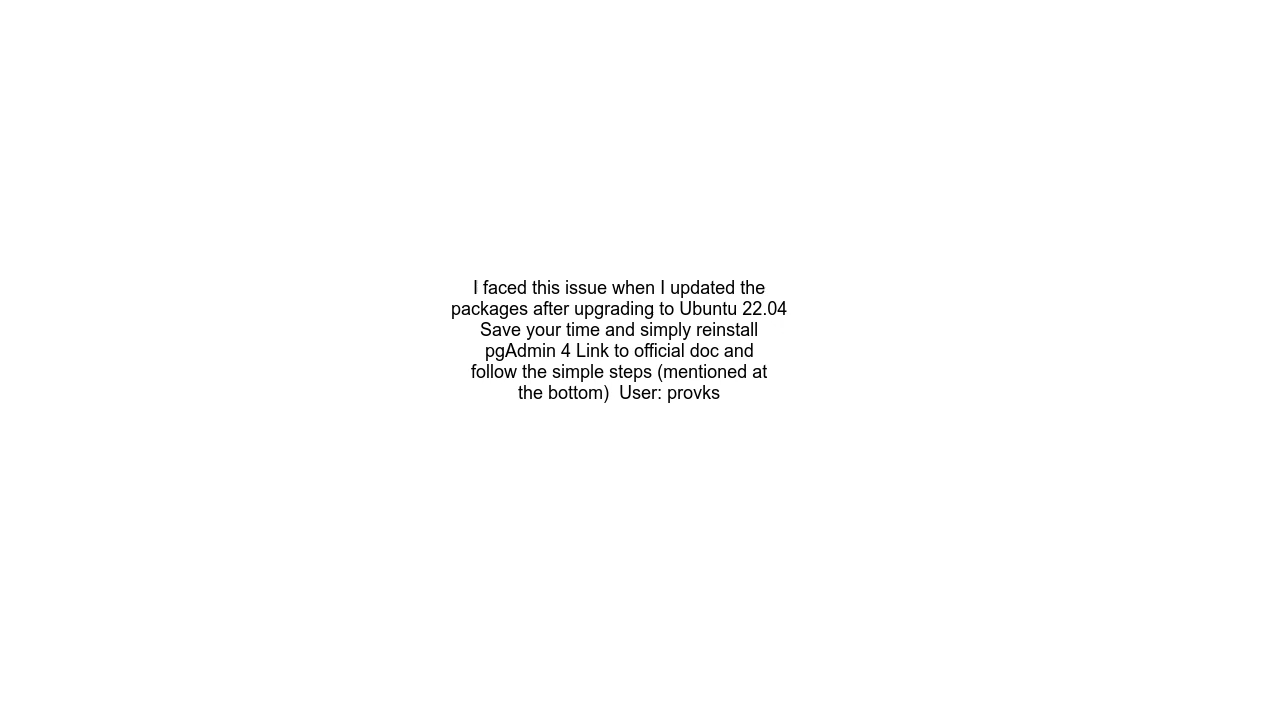 I faced this issue when I updated the
packages after upgrading to Ubuntu 22.04
Save your time and simply reinstall
pgAdmin 4 Link to official doc and
follow the simple steps (mentioned at
the bottom)  User: provks